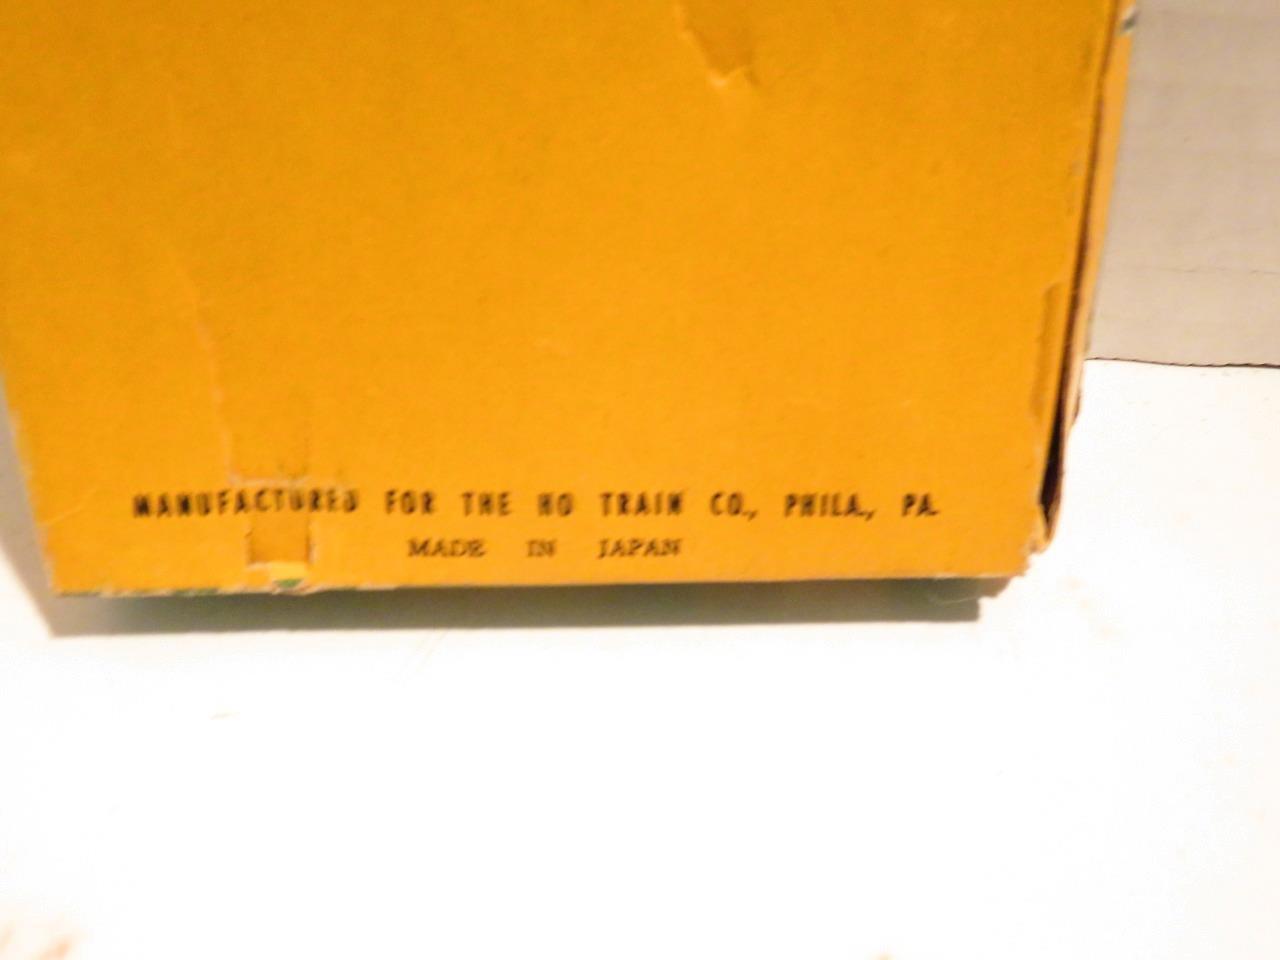 MANUFACTURED FOR THE HO TRAIN CO., PHILA., PA.
MADE IN JAPAN